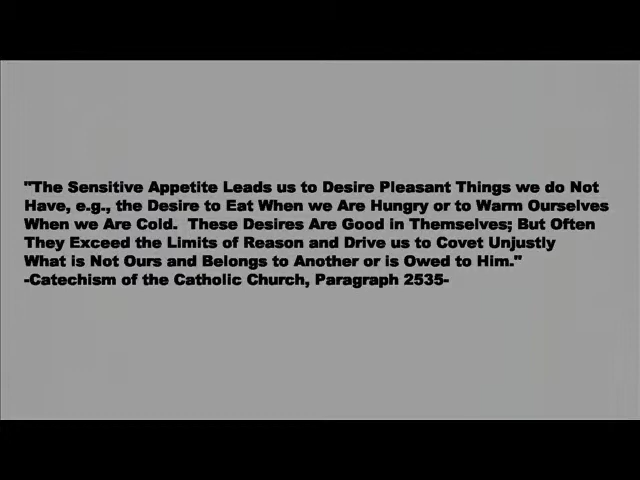 "The Sensitive Appetite Leads us to Desire Pleasant Things we do Not
Have, e.g., the Desire to Eat When we Are Hungry or to Warm Ourselves
When we Are Cold.  These Desires Are Good in Themselves; But Often
They Exceed the Limits of Reason and Drive us to Covet Unjustly
What is Not Ours and Belongs to Another or is Owed to Him."
-Catechism of the Catholic Church, Paragraph 2535-